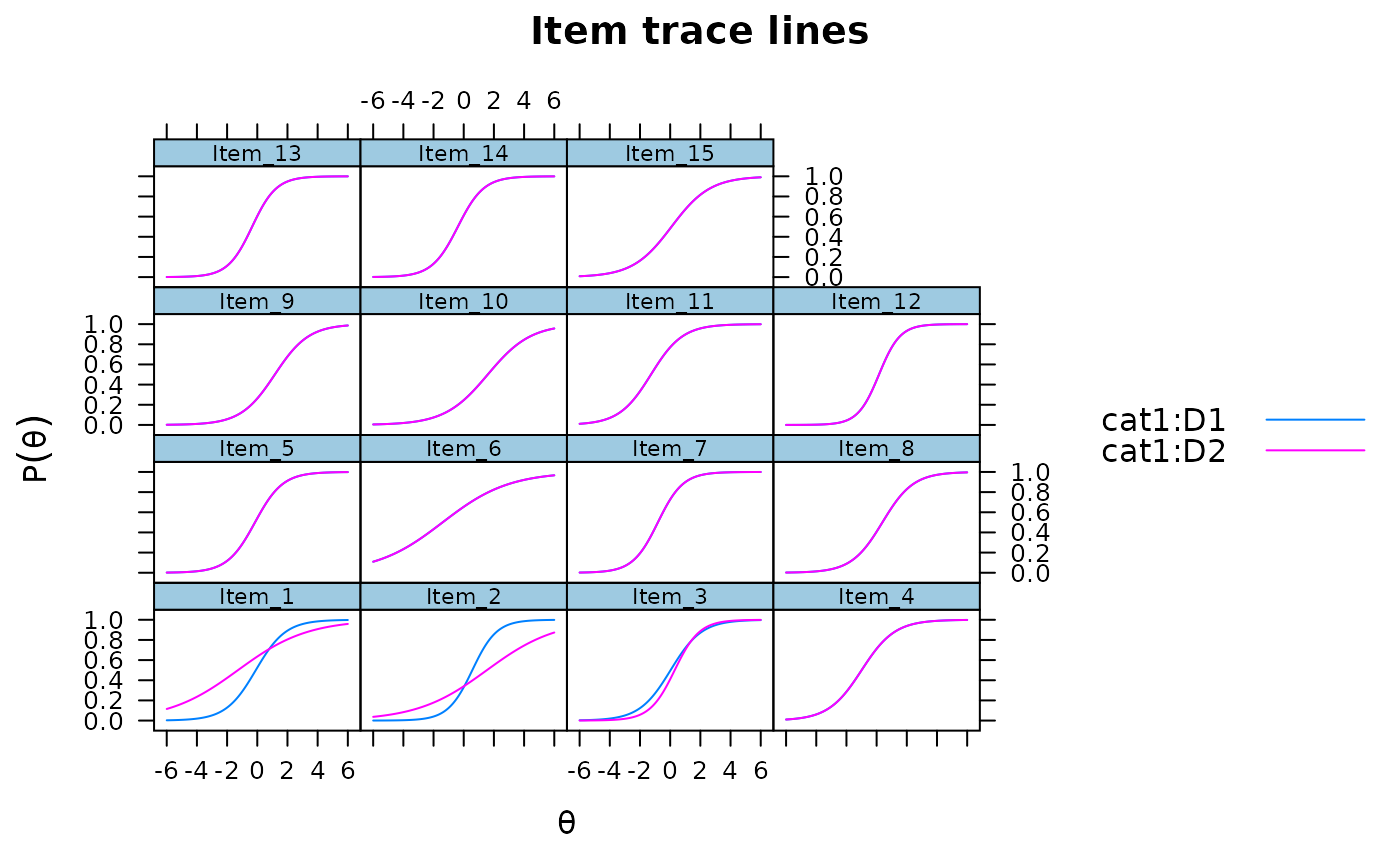 Item trace lines
-6 -4 -2 0 2 4 6
Item_13 Item_14 Item_15
1.0
0.8
0.6
0.4
0.2
0.0
Item_9 Item_10 Item_11 Item_12
1.0
0.8
0.6
0.4
0.2
0.0
Item_5 Item_6 Item_7 Item_8
1.0
0.8
0.6
0.4
0.2
0.0
Item_1 Item_2 Item_3 Item_4
1.0
0.8
0.6
0.4
0.2
0.0
-6 -4 -2 0 2 4 6 -6 -4 -2 0 2 4 6
θ
P(θ)
cat1:D1
cat1:D2